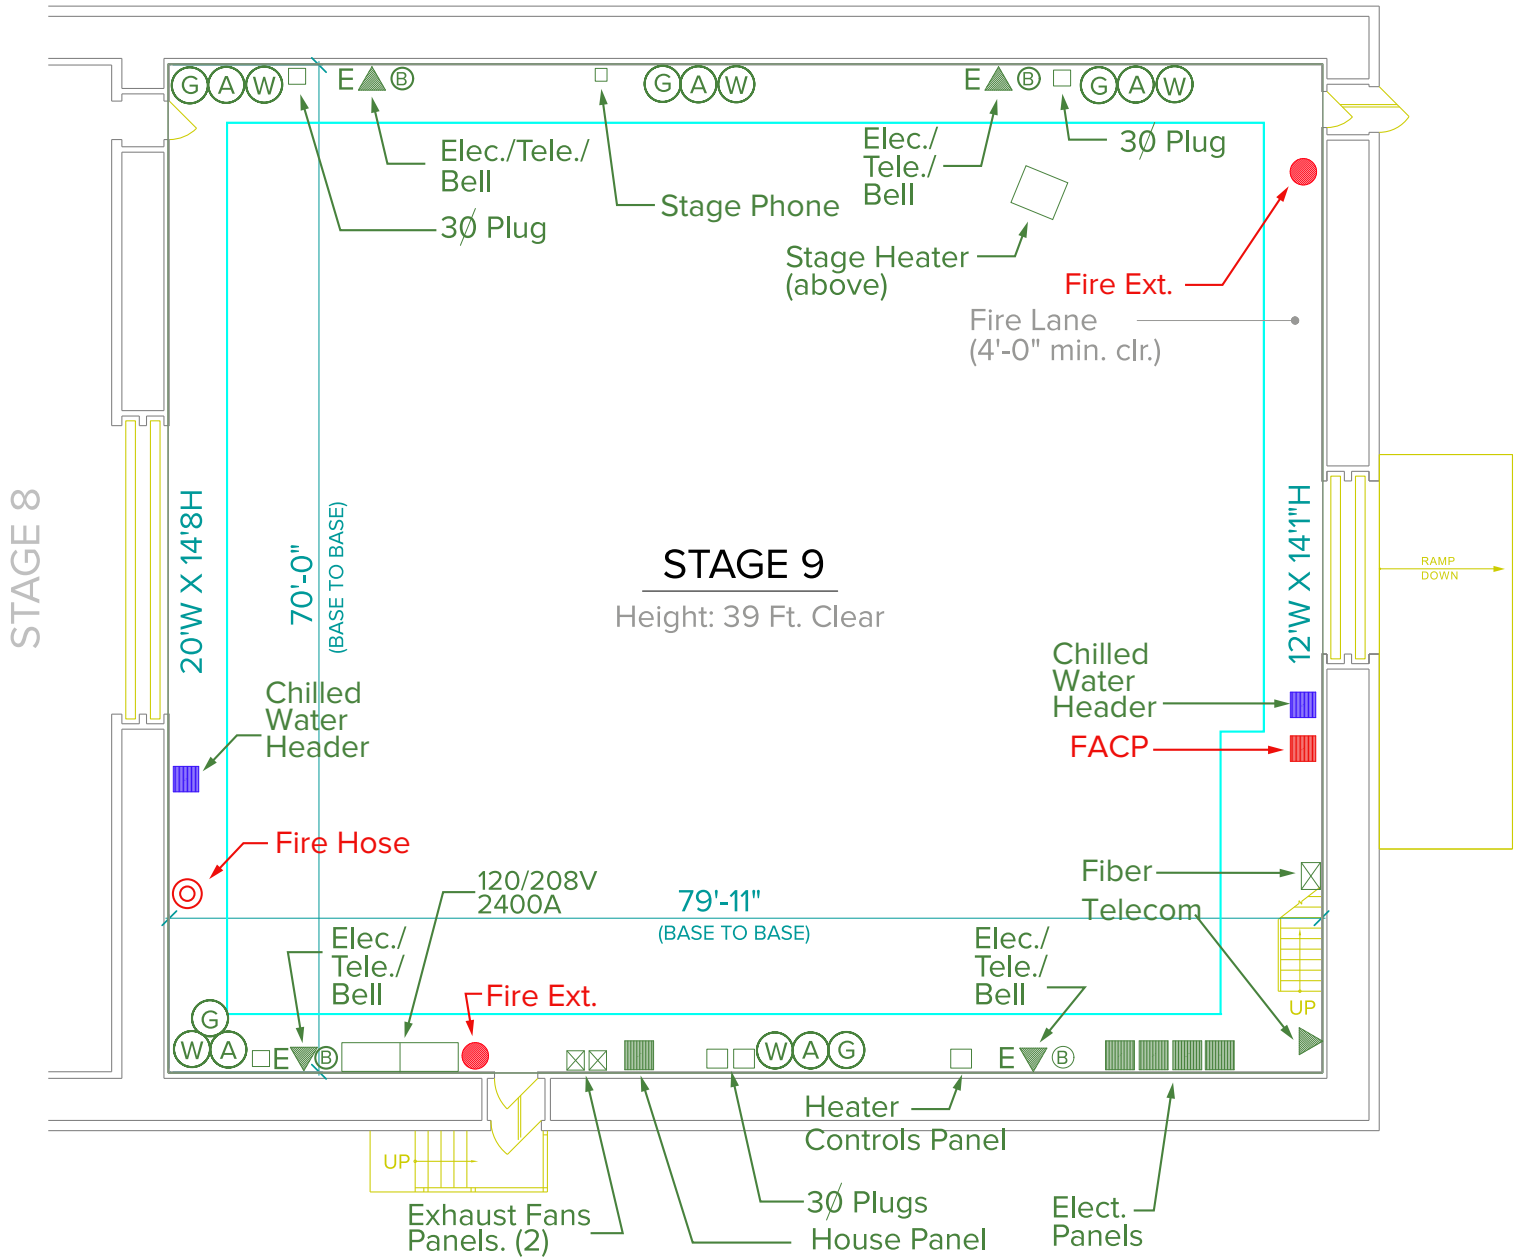 G A W
E
B
G A W
E
B
G A W
Elec./Tele./
Bell
30 Plug
Stage Phone
Elec./
Tele./
Bell
30 Plug
Stage Heater
(above)
Fire Ext.
Fire Lane
(4'-0" min. clr.)
STAGE 8
20'W X 14'8H
70'-0"
(BASE TO BASE)
STAGE 9
Height: 39 Ft. Clear
12'W X 14'1"H
RAMP
DOWN
Chilled
Water
Header
Chilled
Water
Header
FACP
Fire Hose
120/208V
2400A
79'-11"
(BASE TO BASE)
Fiber
Telecom
Elec./
Tele./
Bell
Fire Ext.
Elec./
Tele./
Bell
UP
G
W A
E
B
W A G
E
B
Heater
Controls Panel
UP
Exhaust Fans
Panels. (2)
30 Plugs
House Panel
Elect.
Panels